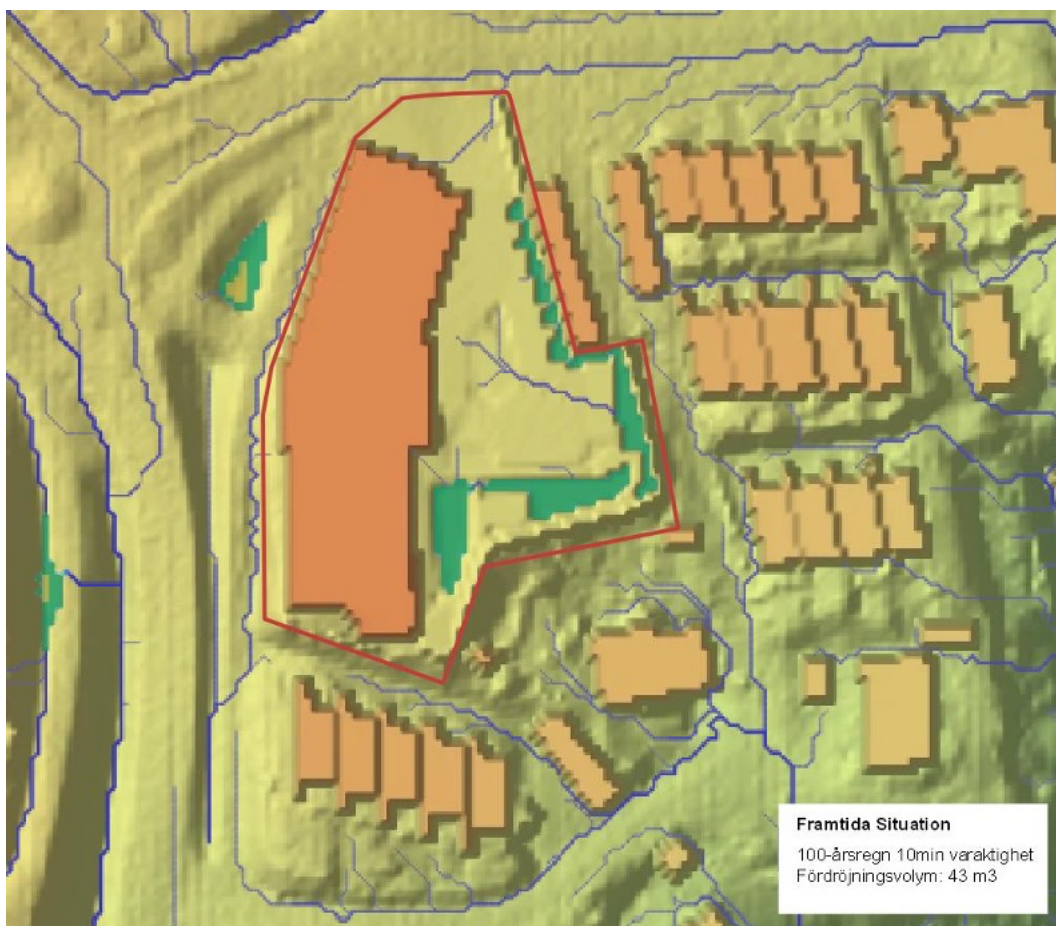 Framtida Situation
100-årsregn 10min varaktighet
Fördröjningsvolym: 43 m3